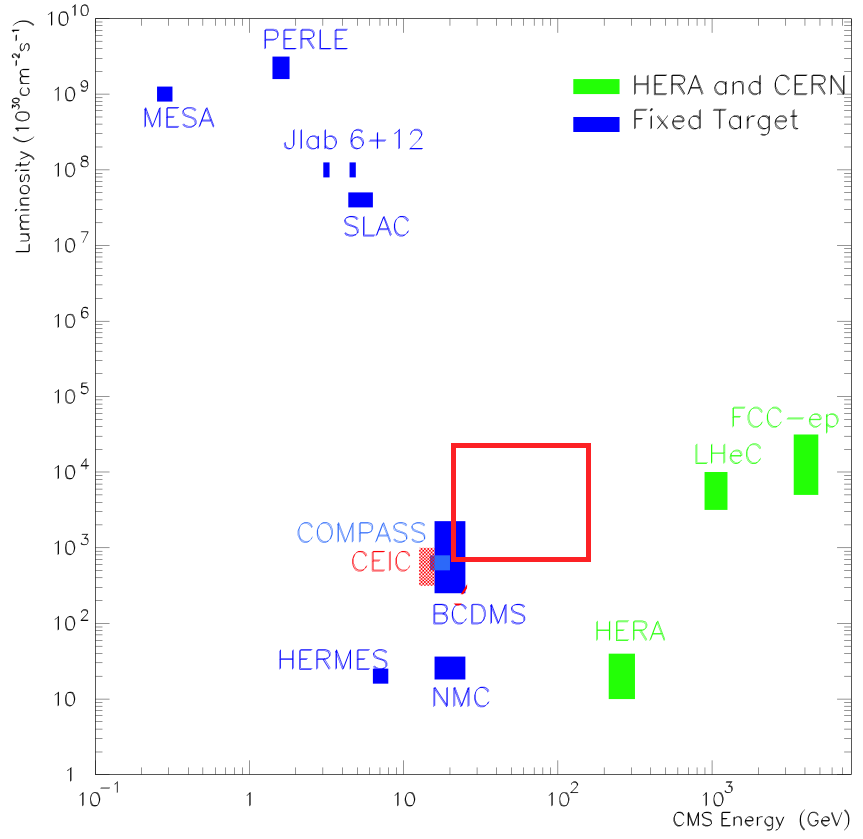 Luminosity (10³⁰cm⁻²s⁻¹)
10¹⁰
10⁹
10⁸
10⁷
10⁶
10⁵
10⁴
10³
10²
10
1
PERLE
MESA
Jlab 6+12
SLAC
HERA and CERN
Fixed Target
FCC-ep
LHeC
COMPASS
CEIC
BCDMS
HERA
HERMES
NMC
10⁻¹
1
10
10²
10³
CMS Energy (GeV)